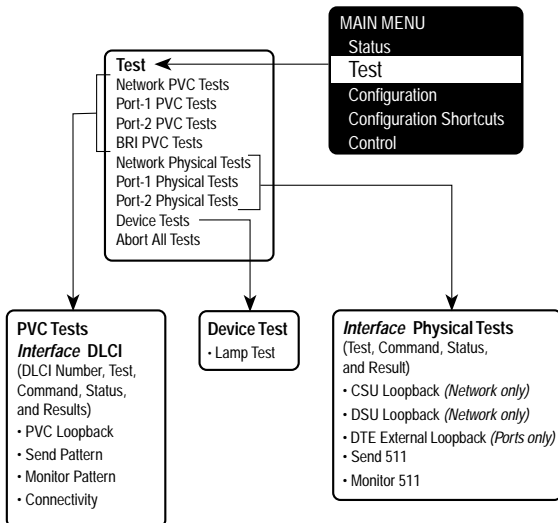 MAIN MENU
Status
Test
Configuration
Configuration Shortcuts
Control
Test
Network PVC Tests
Port-1 PVC Tests
Port-2 PVC Tests
BRI PVC Tests
Network Physical Tests
Port-1 Physical Tests
Port-2 Physical Tests
Device Tests
Abort All Tests
PVC Tests
Interface DLCI
(DLCI Number, Test,
Command, Status,
and Results)
• PVC Loopback
• Send Pattern
• Monitor Pattern
• Connectivity
Device Test
• Lamp Test
Interface Physical Tests
(Test, Command, Status,
and Result)
• CSU Loopback (Network only)
• DSU Loopback (Network only)
• DTE External Loopback (Ports only)
• Send 511
• Monitor 511